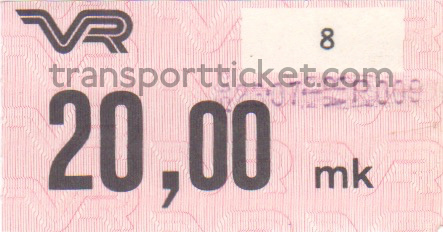 VR
8
transportticket.com
20,00 mk